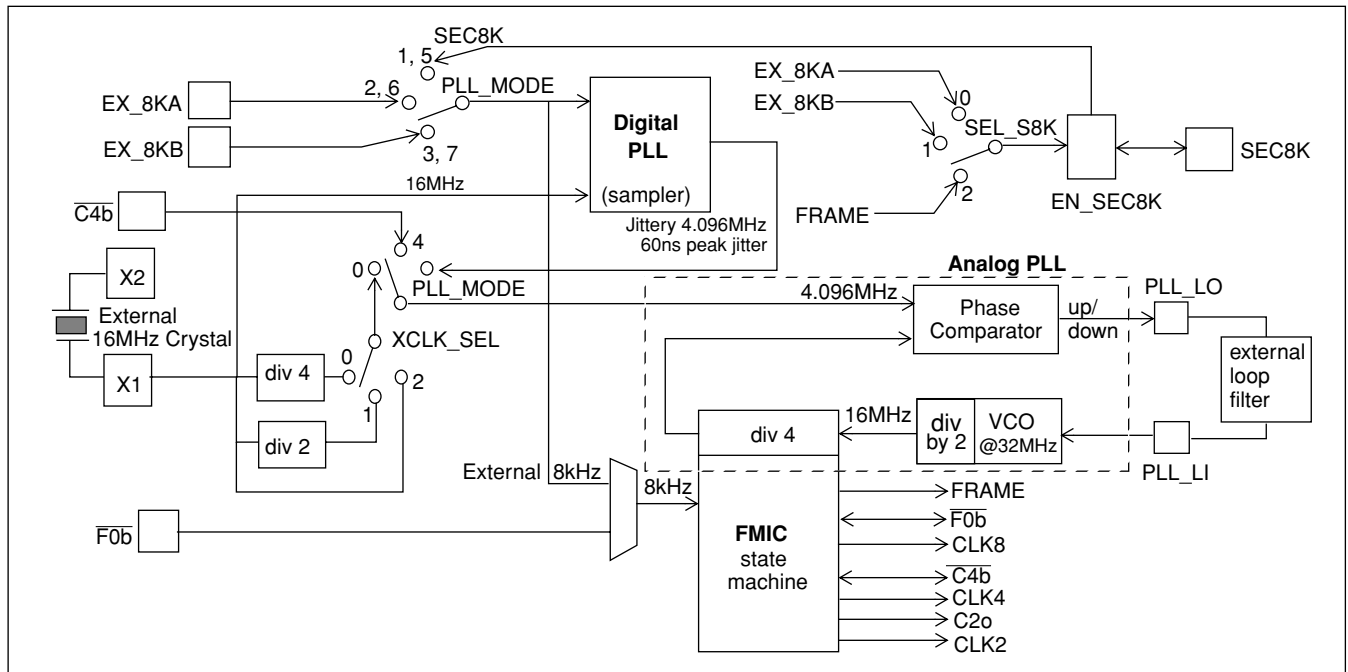 SEC8K
1, 5
EX_8KA
2, 6
PLL_MODE
EX_8KB
3, 7
Digital
PLL
(sampler)
16MHz
Jittery 4.096MHz
60ns peak jitter
EX_8KA
0
EX_8KB
SEL_S8K
1
2
FRAME
EN_SEC8K
SEC8K
C4b
4
0
PLL_MODE
X2
External
16MHz Crystal
X1
div 4
0
XCLK_SEL
2
1
div 2
Analog PLL
4.096MHz
Phase
Comparator
up/
down
PLL_LO
external
loop
filter
PLL_LI
VCO
@32MHz
div
by 2
16MHz
div 4
External
8kHz
8kHz
F0b
FMIC
state
machine
FRAME
F0b
CLK8
C4b
CLK4
C2o
CLK2